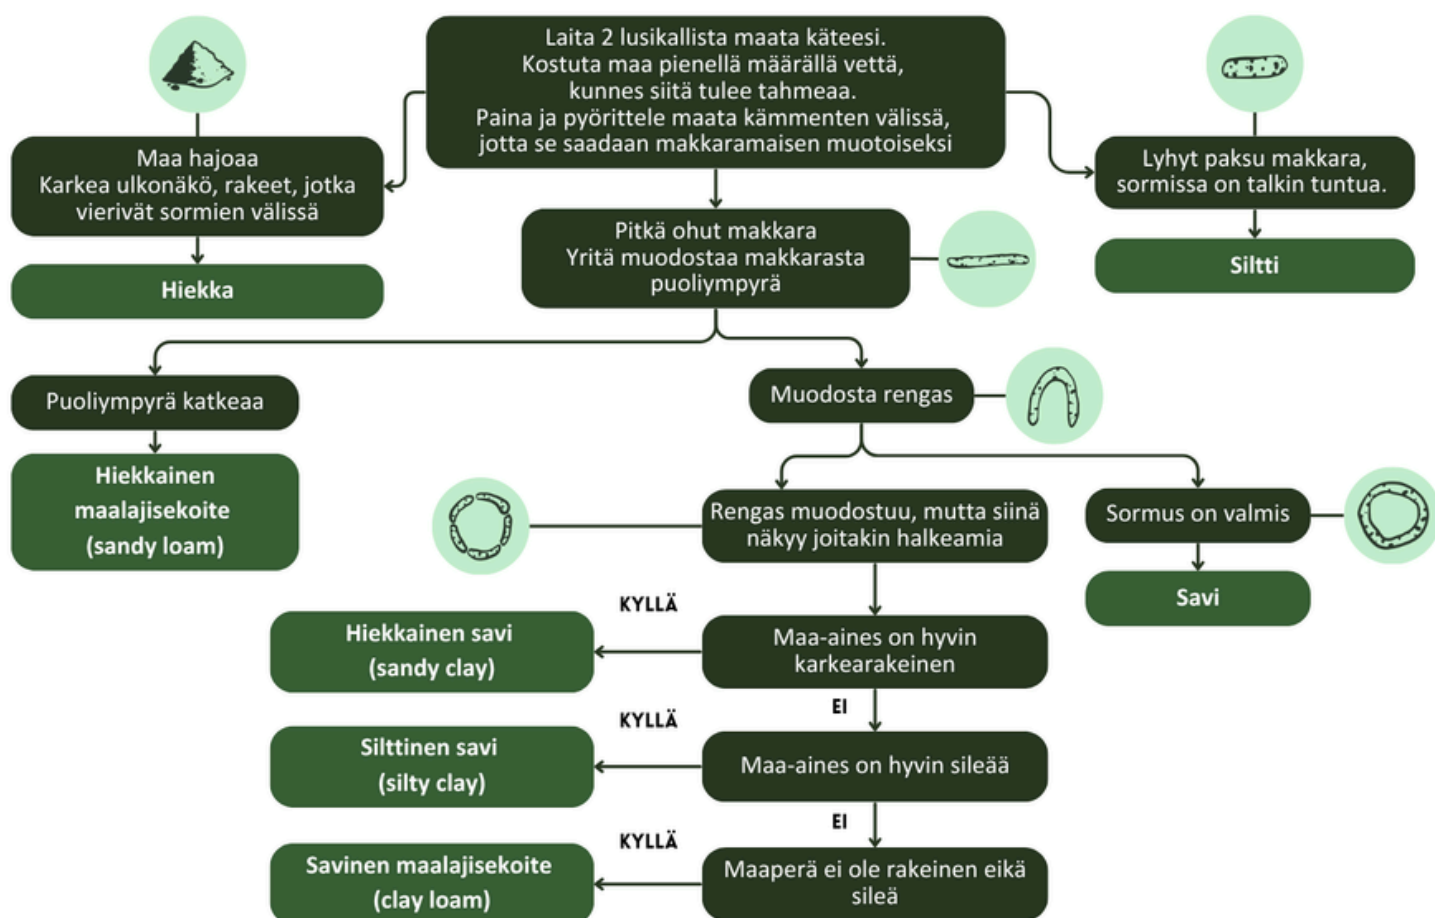 Laita 2 lusikallista maata käteesi.
Kostuta maa pienellä määrällä vettä,
kunnes siitä tulee tahmeaa.
Paina ja pyörittele maata kämmenten välissä,
jotta se saadaan makkaramaisen muotoiseksi
Maa hajoaa
Karkea ulkonäkö, rakeet, jotka
vierivät sormien välissä
Hiekka
Lyhyt paksu makkara,
sormissa on talkin tuntua.
Siltti
Pitkä ohut makkara
Yritä muodostaa makkarasta
puoliympyrä
Puoliympyrä katkeaa
Hiekkainen
maalajisekoite
(sandy loam)
Muodosta rengas
Rengas muodostuu, mutta siinä
näkyy joitakin halkeamia
Sormus on valmis
Savi
KYLLÄ
Hiekkainen savi
(sandy clay)
Maa-aines on hyvin
karkearakeinen
EI
KYLLÄ
Silttinen savi
(silty clay)
Maa-aines on hyvin sileää
EI
KYLLÄ
Savinen maalajisekoite
(clay loam)
Maaperä ei ole rakeinen eikä
sileä